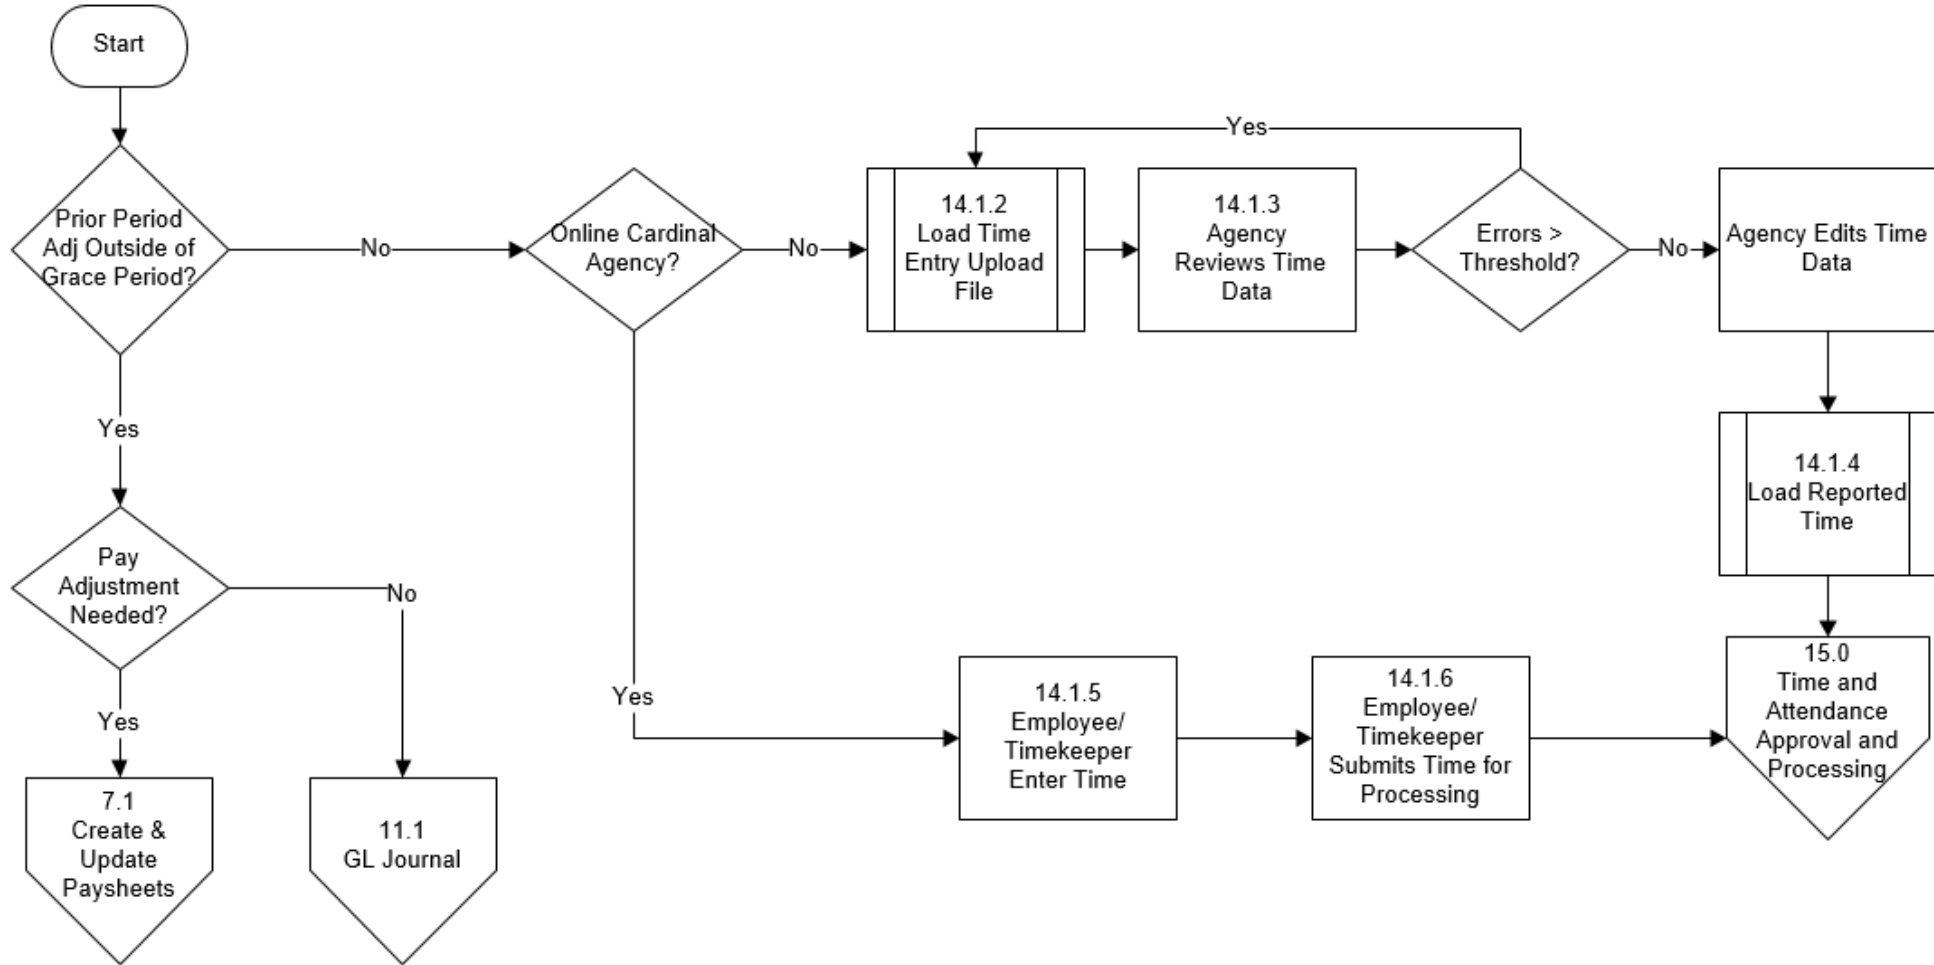 Start
Prior Period
Adj Outside of
Grace Period?
No
Online Cardinal
Agency?
No
14.1.2
Load Time
Entry Upload
File
14.1.3
Agency
Reviews Time
Data
Yes
Errors >
Threshold?
No
Agency Edits Time
Data
14.1.4
Load Reported
Time
Yes
Pay
Adjustment
Needed?
No
Yes
7.1
Create &
Update
Paysheets
11.1
GL Journal
Yes
14.1.5
Employee/
Timekeeper
Enter Time
14.1.6
Employee/
Timekeeper
Submits Time for
Processing
15.0
Time and
Attendance
Approval and
Processing